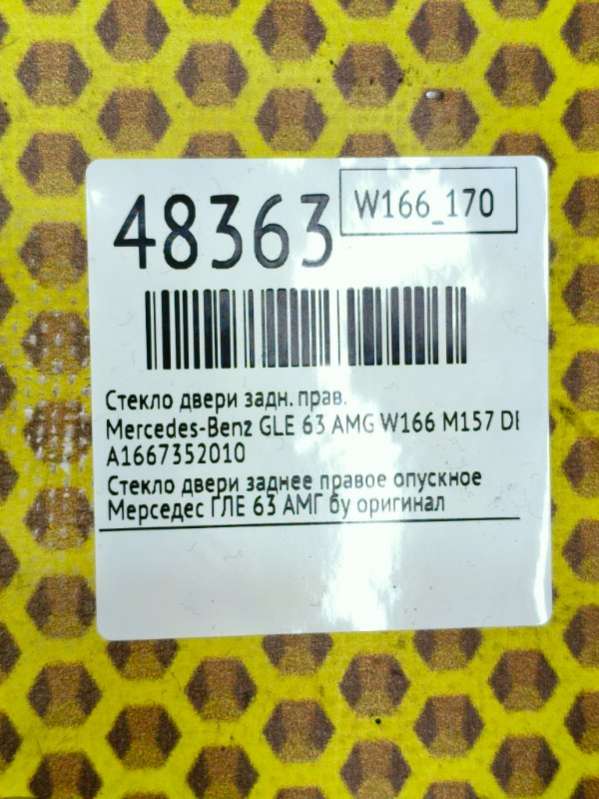 48363
W166_170
Стекло двери задн. прав.
Mercedes-Benz GLE 63 AMG W166 M157
A1667352010
Стекло двери заднее правое опускное
Мерседес ГЛЕ 63 АМГ бу оригинал